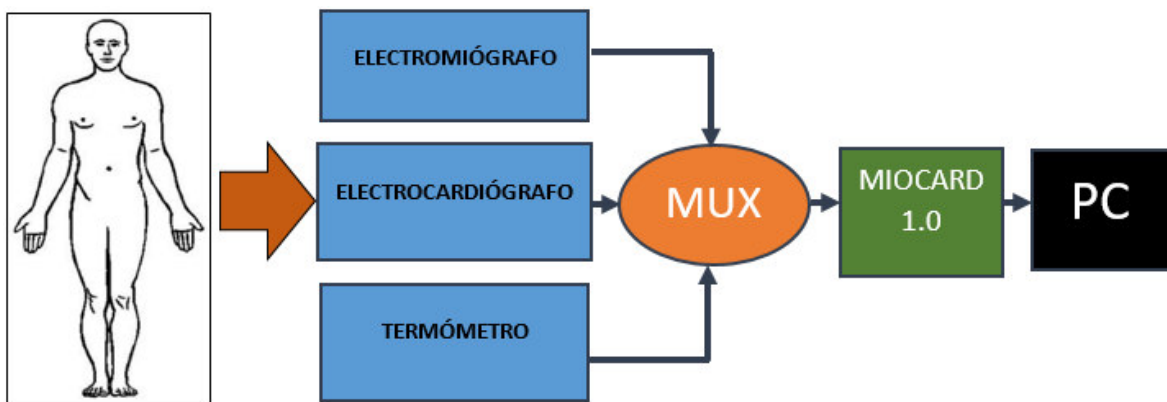 ELECTROMIÓGRAFO
ELECTROCARDIÓGRAFO
TERMÓMETRO
MUX
MIOCARD
1.0
PC